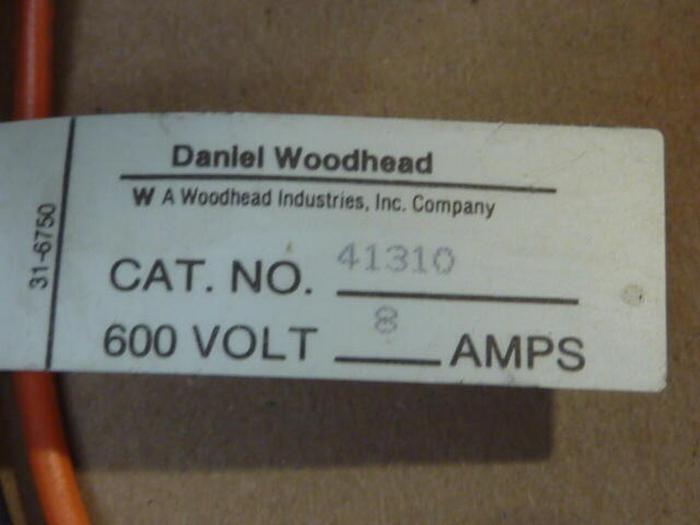 Daniel Woodhead
W A Woodhead Industries, Inc. Company
31-6750
CAT. NO. 41310
600 VOLT 8 AMPS